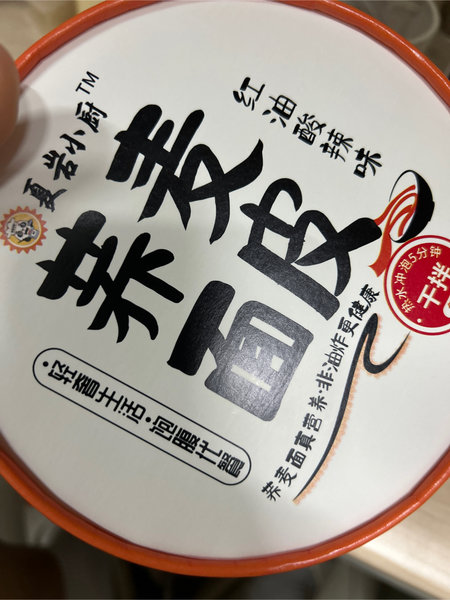 夏岩小厨™
红油酸辣味
荞麦
面皮
热水冲泡5分钟
干拌
荞麦面真营养·非油炸更健康
轻奢生活·饱腹代餐